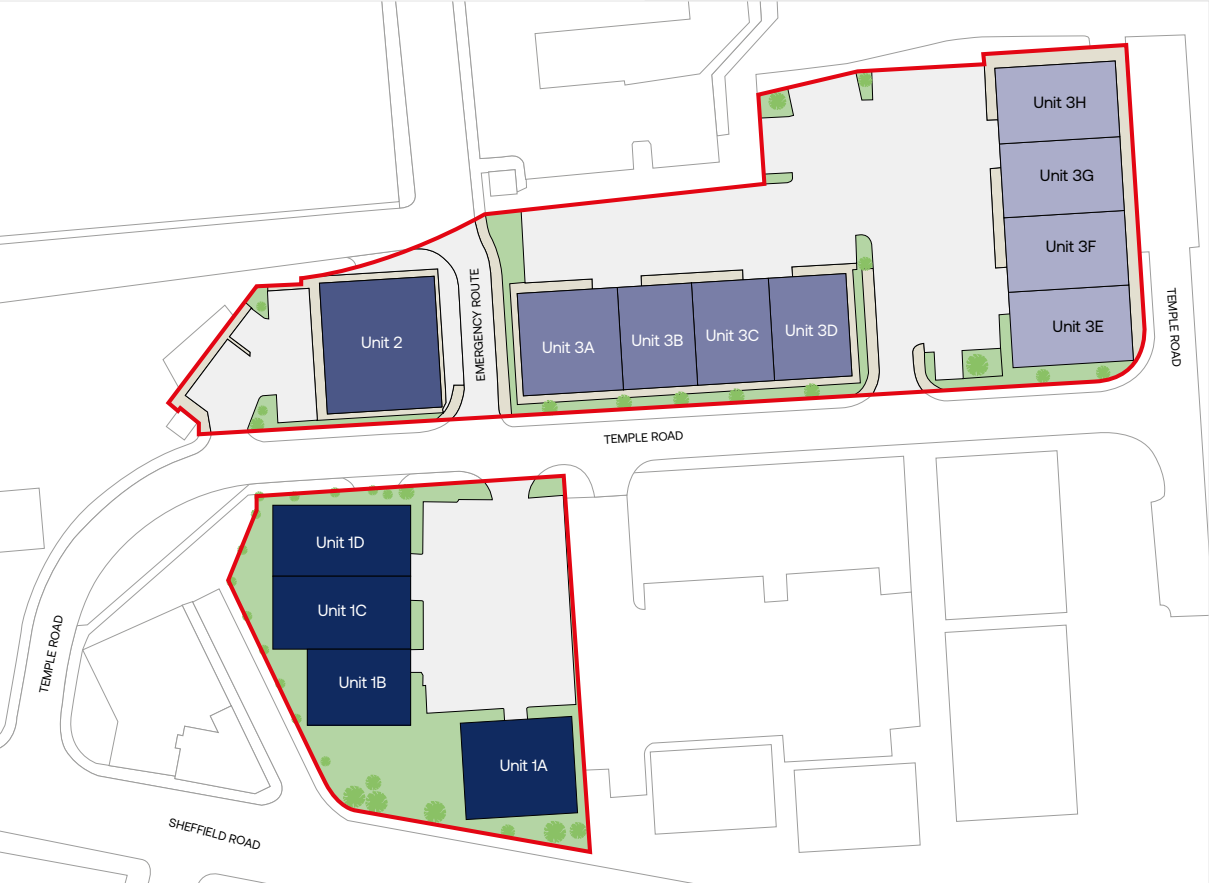 Unit 3H
Unit 3G
Unit 3F
Unit 3E
TEMPLE ROAD
EMERGENCY ROUTE
Unit 2
Unit 3A
Unit 3B
Unit 3C
Unit 3D
TEMPLE ROAD
Unit 1D
Unit 1C
Unit 1B
Unit 1A
TEMPLE ROAD
SHEFFIELD ROAD